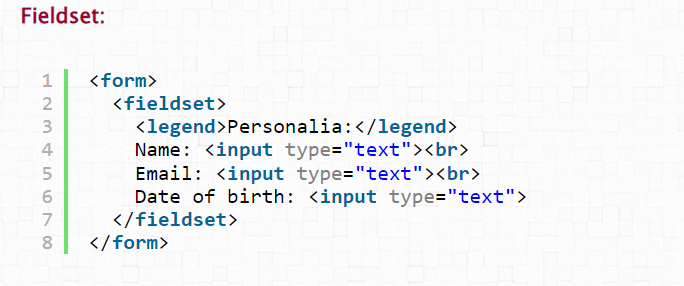 Fieldset:
1 <form>
2   <fieldset>
3     <legend>Personalia:</legend>
4     Name: <input type="text"><br>
5     Email: <input type="text"><br>
6     Date of birth: <input type="text">
7   </fieldset>
8 </form>